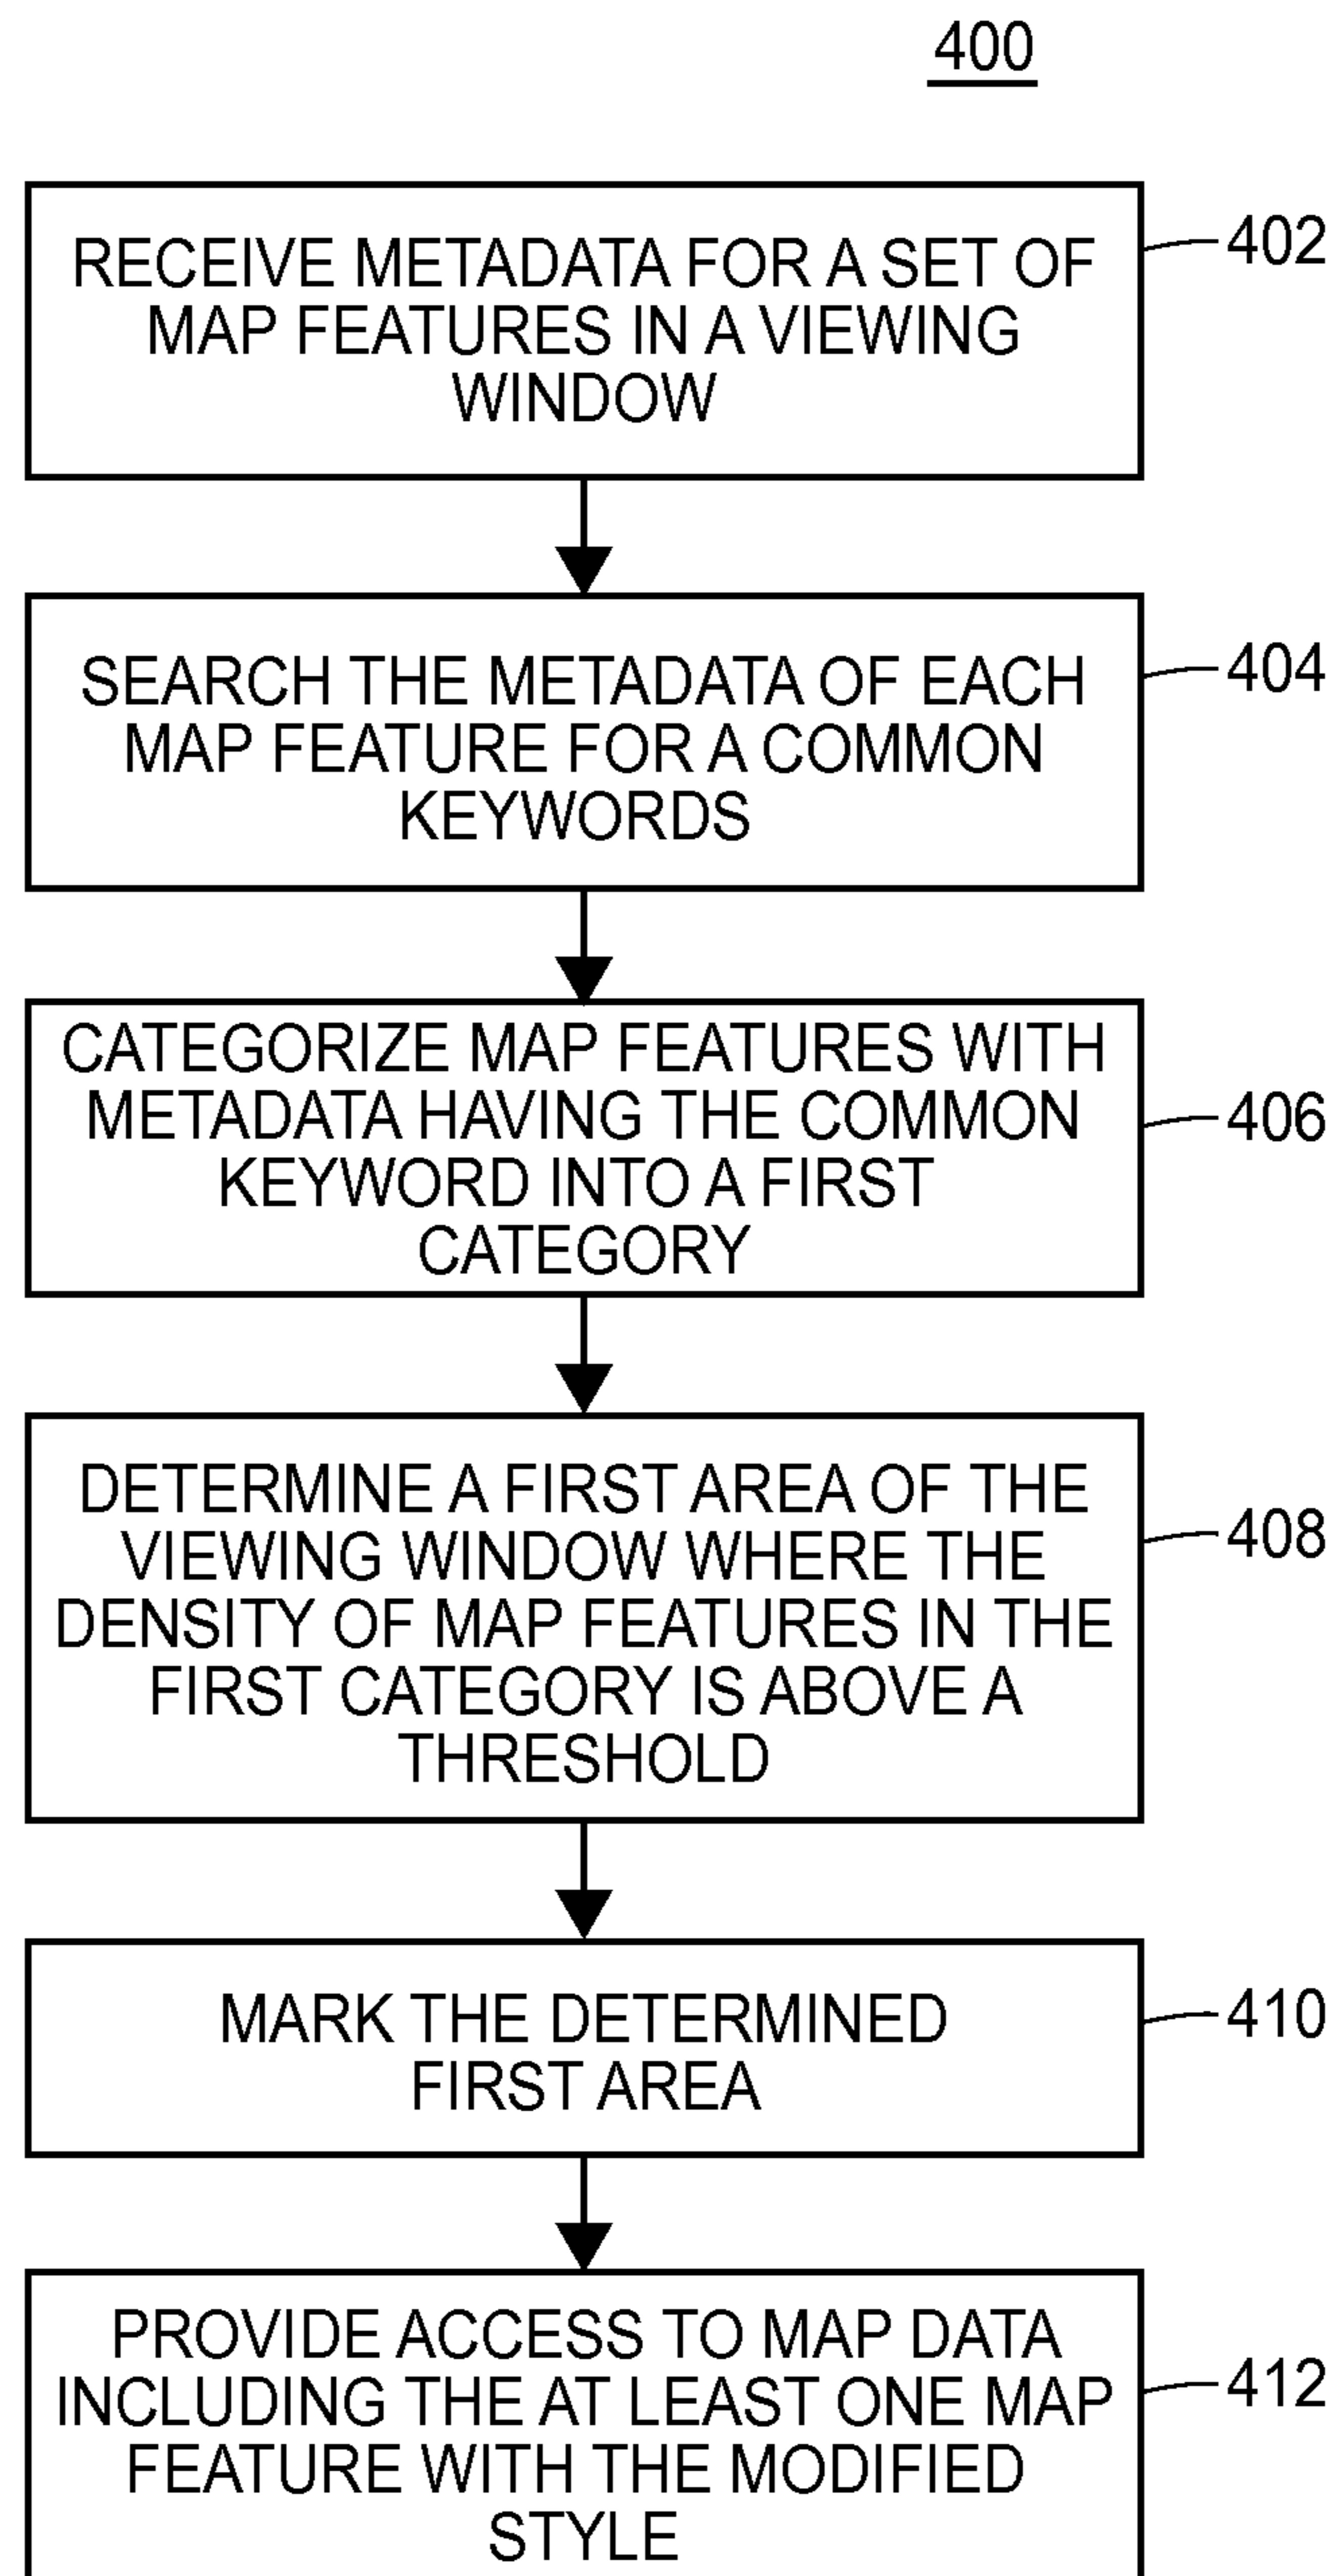 400
RECEIVE METADATA FOR A SET OF
MAP FEATURES IN A VIEWING
WINDOW
402
SEARCH THE METADATA OF EACH
MAP FEATURE FOR A COMMON
KEYWORDS
404
CATEGORIZE MAP FEATURES WITH
METADATA HAVING THE COMMON
KEYWORD INTO A FIRST
CATEGORY
406
DETERMINE A FIRST AREA OF THE
VIEWING WINDOW WHERE THE
DENSITY OF MAP FEATURES IN THE
FIRST CATEGORY IS ABOVE A
THRESHOLD
408
MARK THE DETERMINED
FIRST AREA
410
PROVIDE ACCESS TO MAP DATA
INCLUDING THE AT LEAST ONE MAP
FEATURE WITH THE MODIFIED
STYLE
412